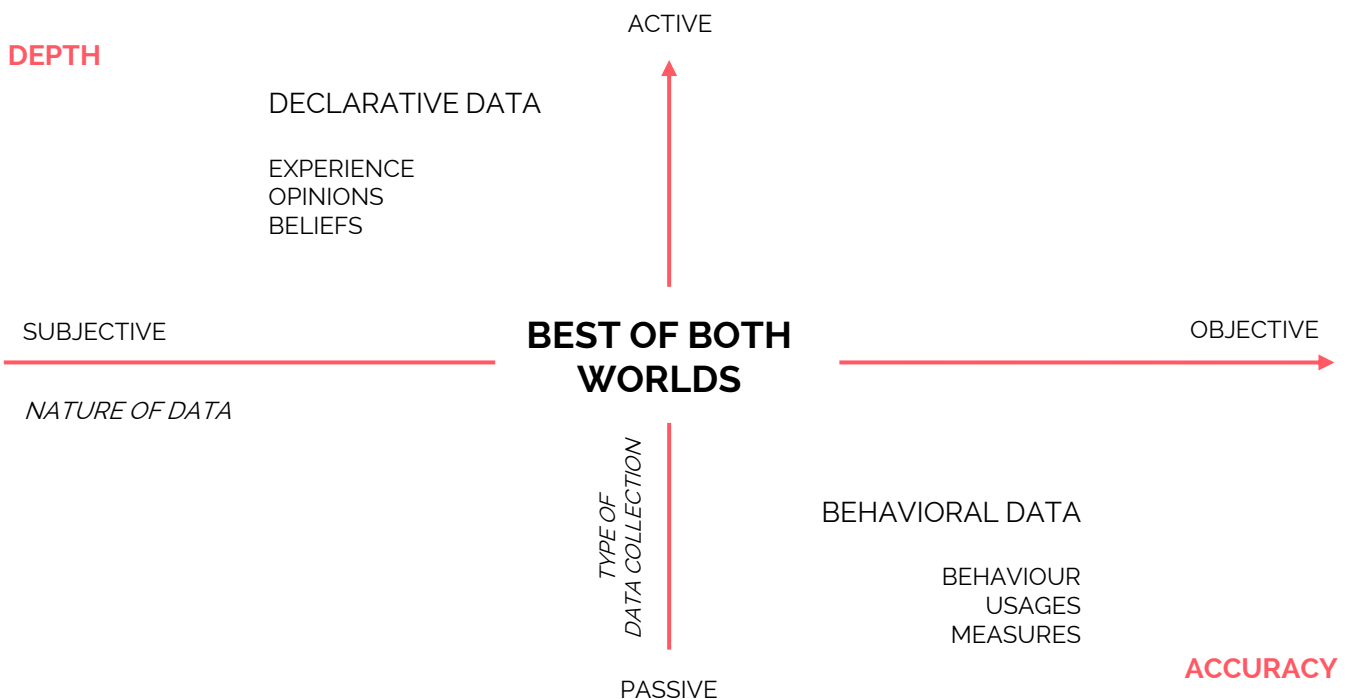 ACTIVE
DEPTH
DECLARATIVE DATA
EXPERIENCE
OPINIONS
BELIEFS
SUBJECTIVE
BEST OF BOTH
WORLDS
OBJECTIVE
NATURE OF DATA
TYPE OF
DATA COLLECTION
BEHAVIORAL DATA
BEHAVIOUR
USAGES
MEASURES
ACCURACY
PASSIVE